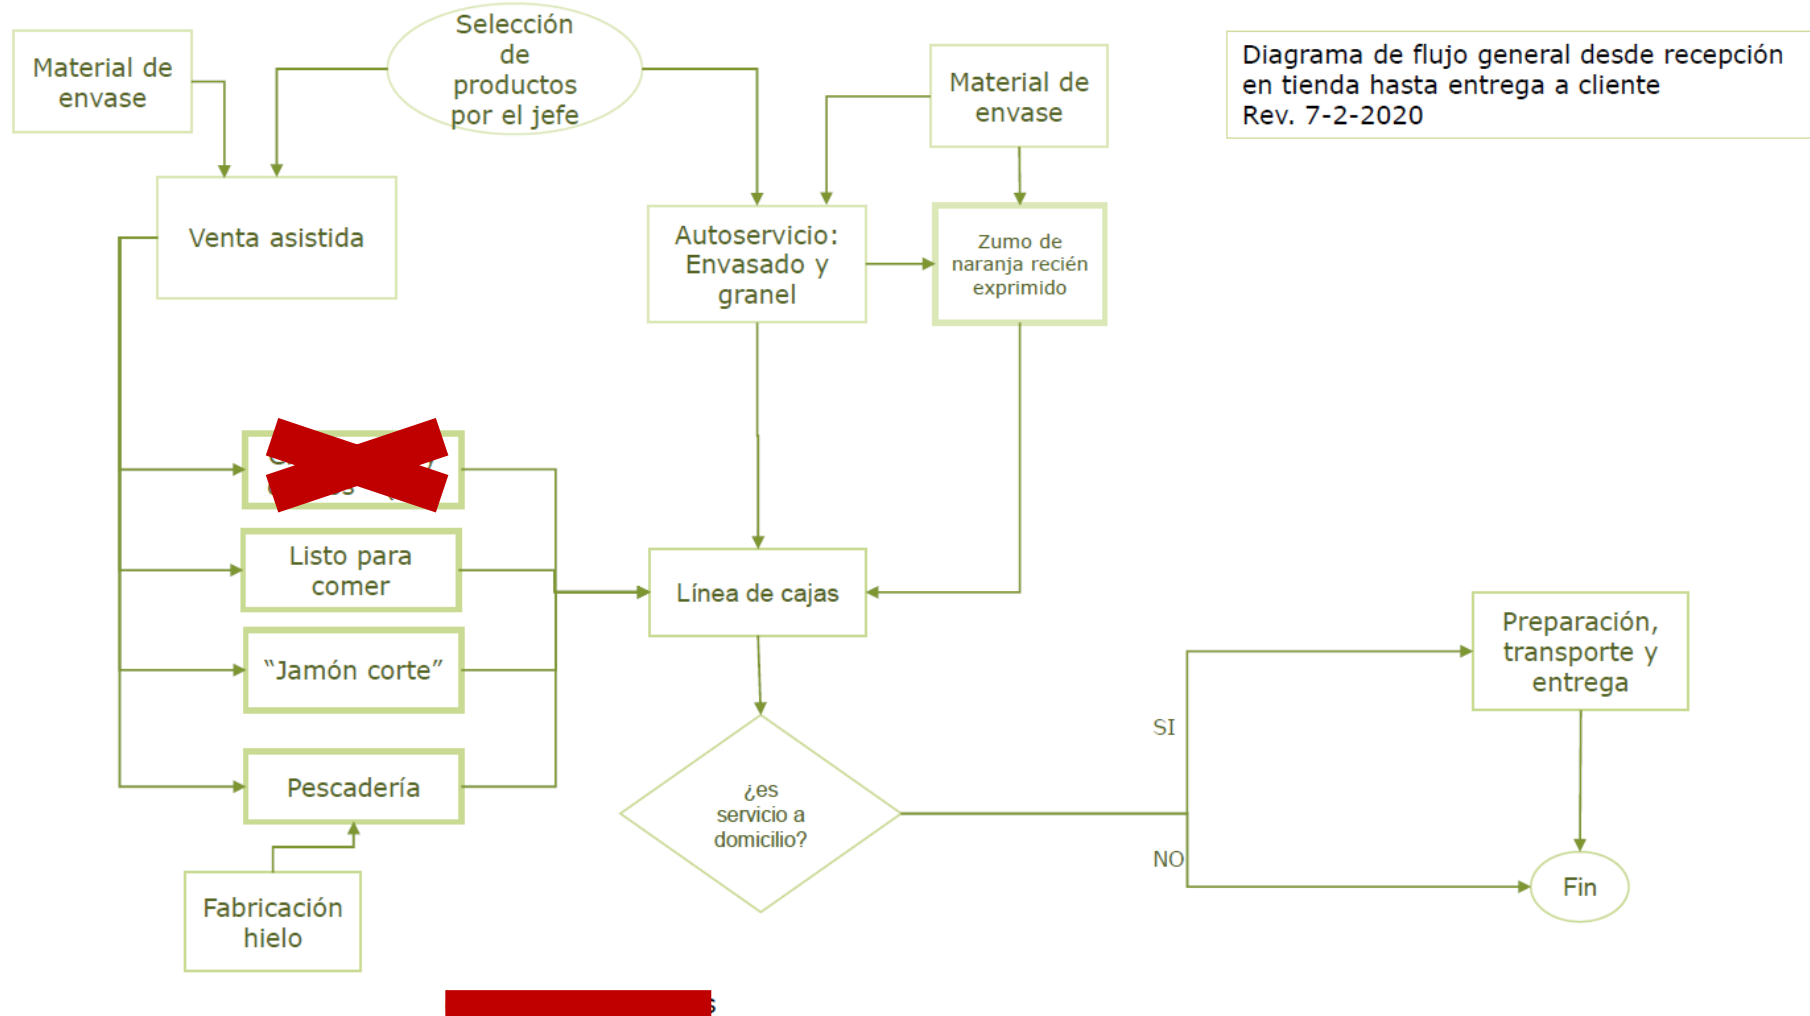 Material de
envase
Selección
de
productos
por el jefe
Material de
envase
Diagrama de flujo general desde recepción
en tienda hasta entrega a cliente
Rev. 7-2-2020
Venta asistida
Autoservicio:
Envasado y
granel
Zumo de
naranja recién
exprimido
Listo para
comer
Línea de cajas
"Jamón corte"
Pescadería
Fabricación
hielo
¿es
servicio a
domicilio?
SI
NO
Preparación,
transporte y
entrega
Fin